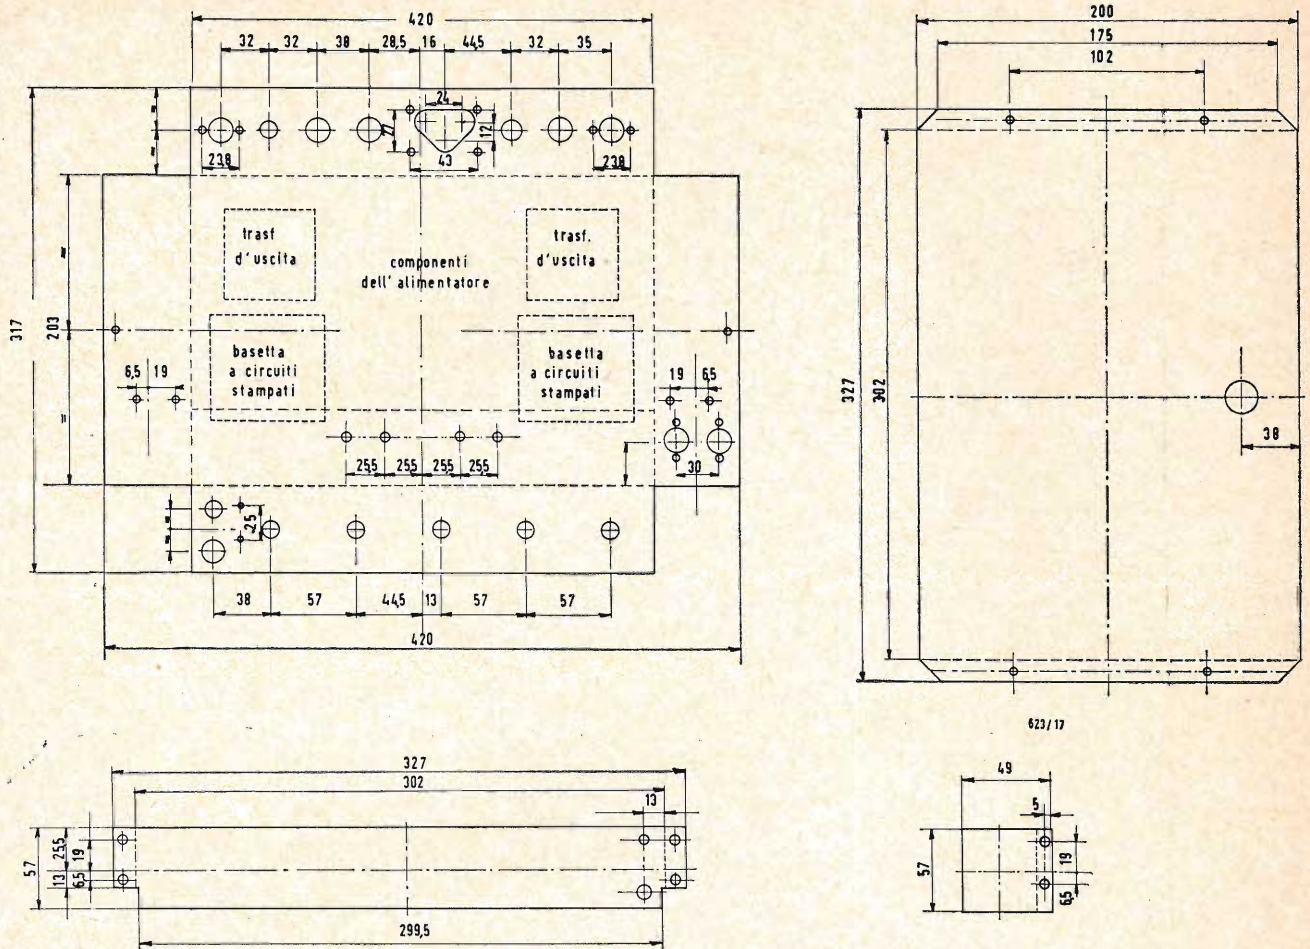 420
32 32 38 28,5 16 44,5 32 35
24
27
12
43
23,8
23,8
317
203
trasf
d'uscita
componenti
dell' alimentatore
trasf.
d'uscita
basetta
a circuiti
stampati
basetta
a circuiti
stampati
6,5 19
19 6,5
25,5 25,5 25,5 25,5
30
25
38 57 44,5 13 57 57
420
200
175
102
327
302
38
623/17
327
302
13
57
25,5
19
13
6,5
299,5
49
5
57
19
6,5